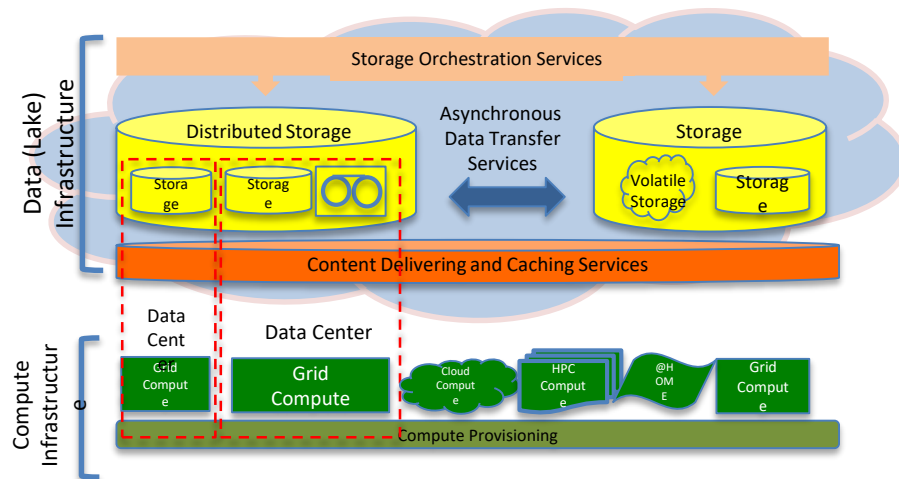 Storage Orchestration Services
Data (Lake)
Infrastructure
Distributed Storage
Asynchronous
Data Transfer
Services
Storage
Stora
ge
Storag
e
Volatile
Storage
Storag
e
Content Delivering and Caching Services
Data
Cent
er
Data Center
Compute
Infrastructur
e
Grid
Comput
e
Grid
Compute
Cloud
Comput
e
HPC
Comput
e
@H
OM
E
Grid
Comput
e
Compute Provisioning